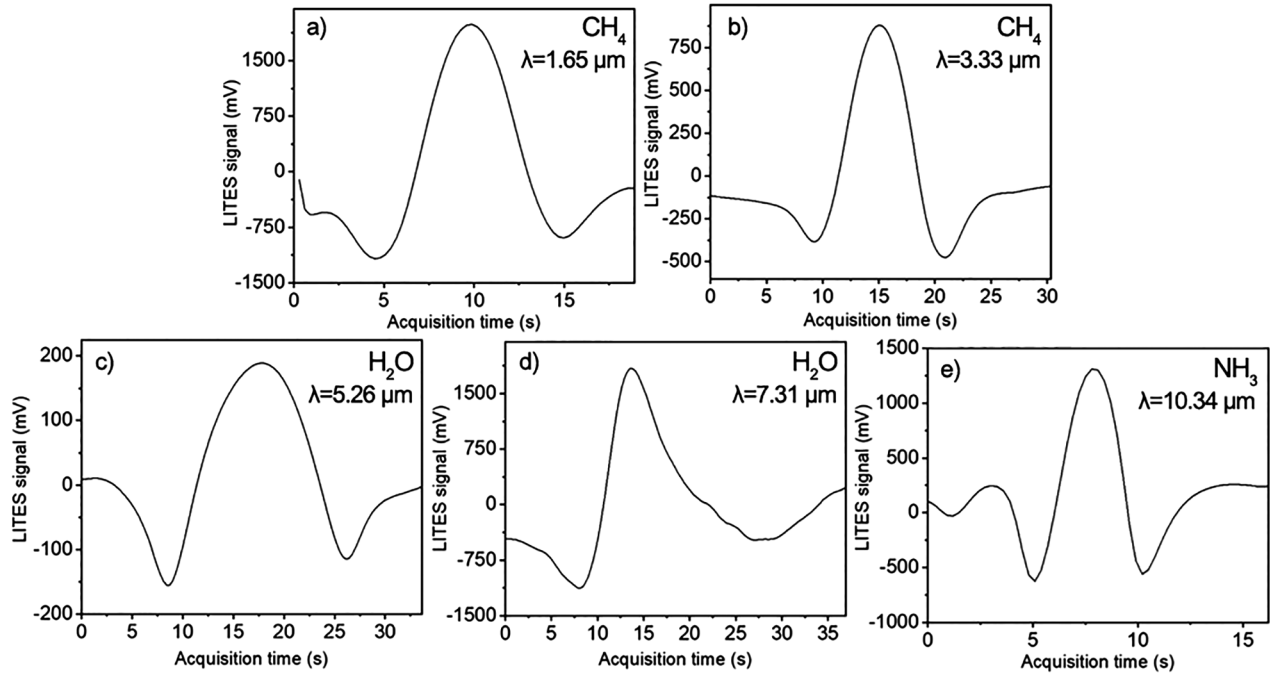 a)
CH4
λ=1.65 µm
LITES signal (mV)
1500
750
0
-750
-1500
0 5 10 15
Acquisition time (s)
b)
CH4
λ=3.33 µm
LITES signal (mV)
750
500
250
0
-250
-500
0 5 10 15 20 25 30
Acquisition time (s)
c)
H2O
λ=5.26 µm
LITES signal (mV)
200
100
0
-100
-200
0 5 10 15 20 25 30
Acquisition time (s)
d)
H2O
λ=7.31 µm
LITES signal (mV)
1500
750
0
-750
-1500
0 5 10 15 20 25 30 35
Acquisition time (s)
e)
NH3
λ=10.34 µm
LITES signal (mV)
1500
1000
500
0
-500
-1000
0 5 10 15
Acquisition time (s)